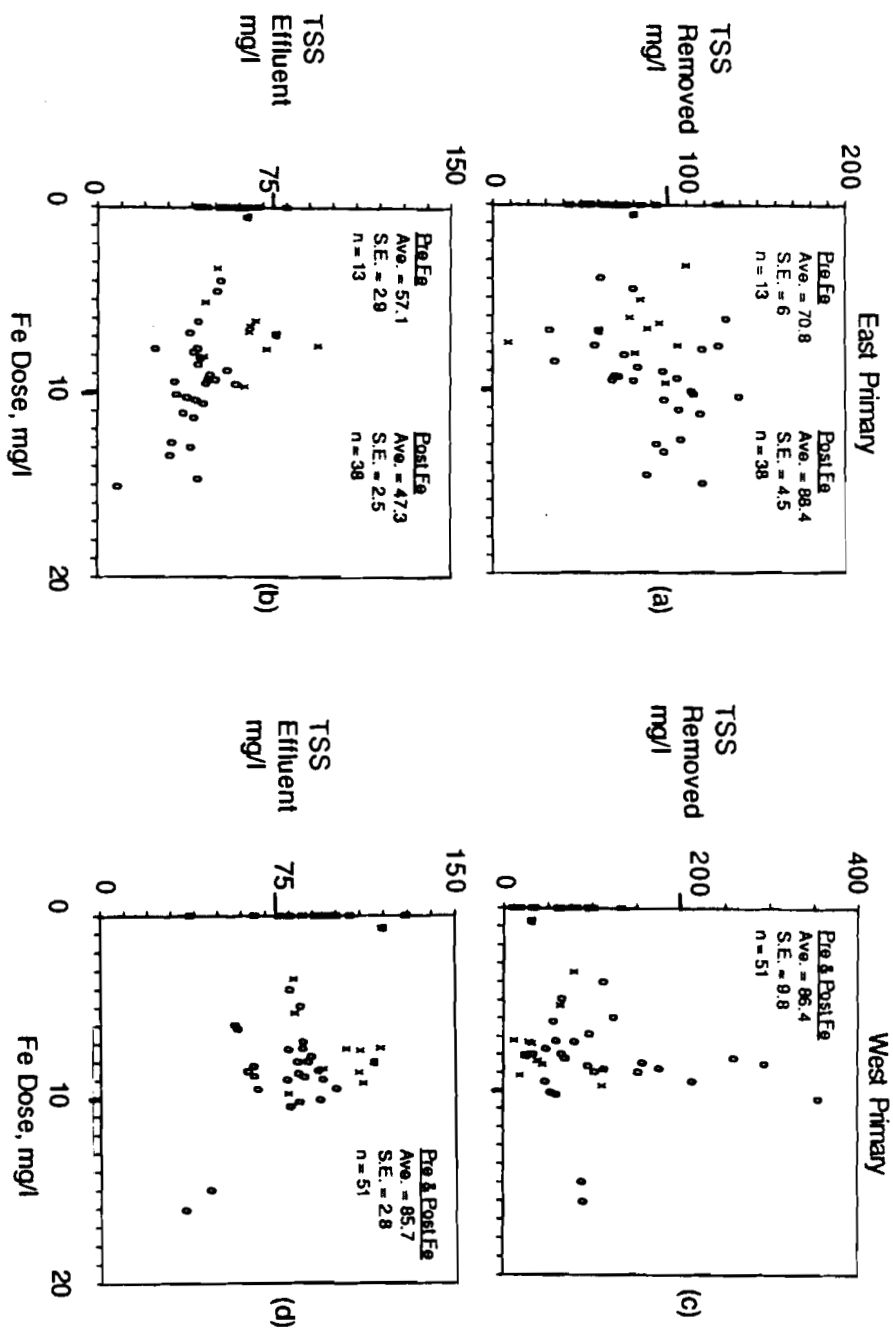 East Primary
200
100
0
TSS
Removed
mg/l
Pre Fe
Ave. = 70.8
S.E. = 6
n = 13
Post Fe
Ave. = 88.4
S.E. = 4.5
n = 38
(a)
150
75
0
TSS
Effluent
mg/l
Pre Fe
Ave. = 57.1
S.E. = 2.9
n = 13
Post Fe
Ave. = 47.3
S.E. = 2.5
n = 38
(b)
0
10
20
Fe Dose, mg/l
West Primary
400
200
0
TSS
Removed
mg/l
Pre & Post Fe
Ave. = 86.4
S.E. = 9.8
n = 51
(c)
150
75
0
TSS
Effluent
mg/l
Pre & Post Fe
Ave. = 85.7
S.E. = 2.8
n = 51
(d)
0
10
20
Fe Dose, mg/l